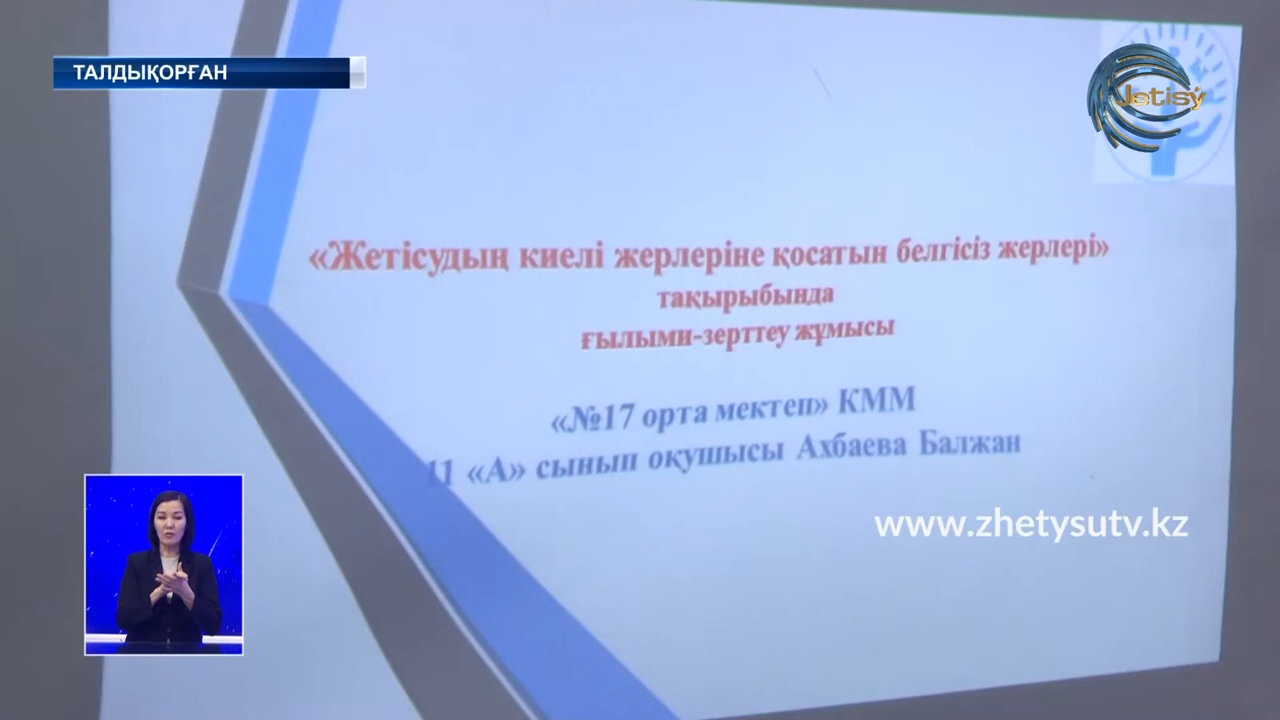 ТАЛДЫҚОРҒАН
Jetisý
«Жетісудың киелі жерлеріне қосатын белгісіз жерлері»
тақырыбында
ғылыми-зерттеу жұмысы
«№17 орта мектеп» КММ
11 «А» сынып оқушысы Ахбаева Балжан
www.zhetysutv.kz